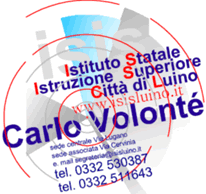 isis
Istituto Statale
Istruzione Superiore
Città di Luino
www.isisluino.it
Carlo Volonté
sede centrale Via Lugano
sede associata Via Cervinia
e. mail segreteria@isisluino.it
tel. 0332 530387
tel. 0332 511643